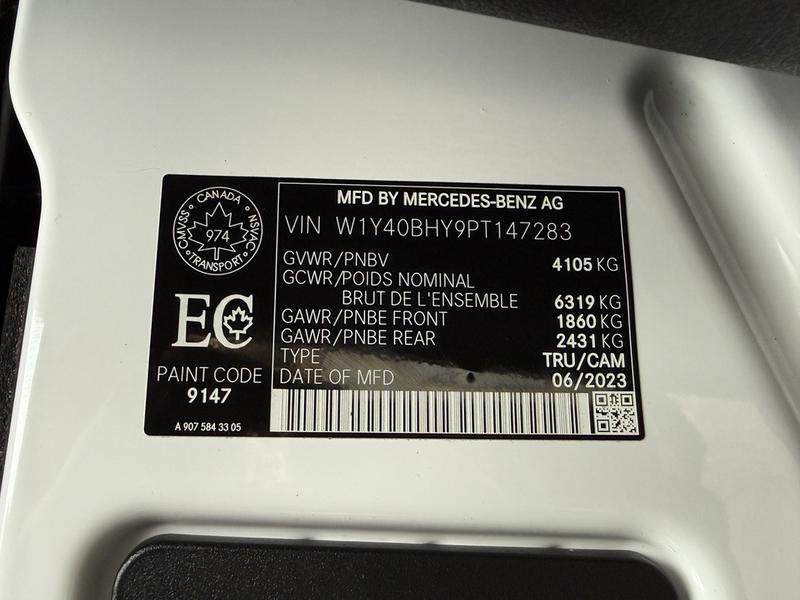 MFD BY MERCEDES-BENZ AG
VIN W1Y40BHY9PT147283
GVWR/PNBV 4105 KG
GCWR/POIDS NOMINAL
BRUT DE L'ENSEMBLE 6319 KG
GAWR/PNBE FRONT 1860 KG
GAWR/PNBE REAR 2431 KG
TYPE TRU/CAM
DATE OF MFD 06/2023
CANADA
CMVSS NSVAC
974
TRANSPORT
EC
PAINT CODE
9147
A 907 584 33 05